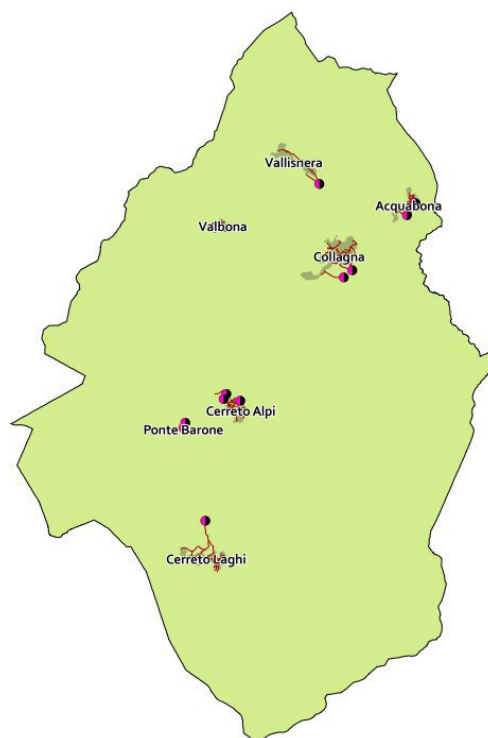 Vallisnera
Acquabona
Valbona
Collagna
Cerreto Alpi
Ponte Barone
Cerreto Laghi